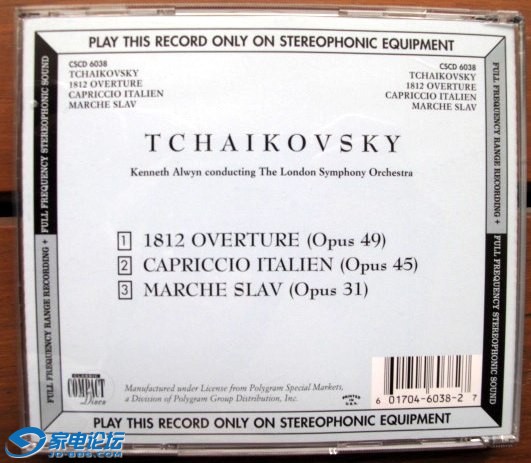 PLAY THIS RECORD ONLY ON STEREOPHONIC EQUIPMENT
CSCD 6038
TCHAIKOVSKY
1812 OVERTURE
CAPRICCIO ITALIEN
MARCHE SLAV
CSCD 6038
TCHAIKOVSKY
1812 OVERTURE
CAPRICCIO ITALIEN
MARCHE SLAV
FULL FREQUENCY RANGE RECORDING + FULL FREQUENCY STEREOPHONIC SOUND
FULL FREQUENCY RANGE RECORDING + FULL FREQUENCY STEREOPHONIC SOUND
TCHAIKOVSKY
Kenneth Alwyn conducting The London Symphony Orchestra
1 1812 OVERTURE (Opus 49)
2 CAPRICCIO ITALIEN (Opus 45)
3 MARCHE SLAV (Opus 31)
CLASSIC
COMPACT
Discs
Manufactured under License from Polygram Special Markets,
a Division of Polygram Group Distribution, Inc.
PRINTED
IN
U.S.A.
6 01704-6038-2 7
PLAY THIS RECORD ONLY ON STEREOPHONIC EQUIPMENT
家电论坛
JD-BBS.COM